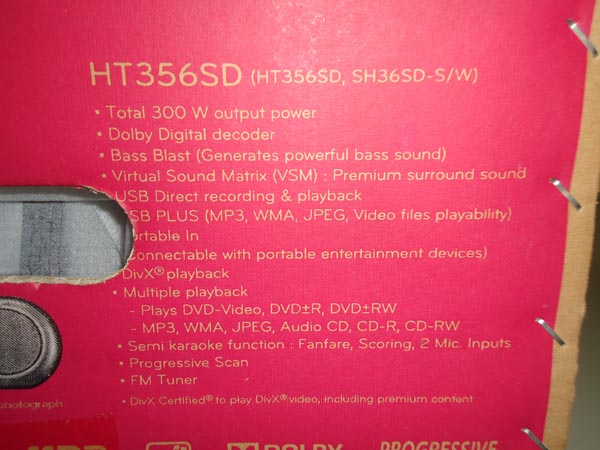 HT356SD (HT356SD, SH36SD-S/W)
• Total 300 W output power
• Dolby Digital decoder
• Bass Blast (Generates powerful bass sound)
• Virtual Sound Matrix (VSM) : Premium surround sound
USB Direct recording & playback
SB PLUS (MP3, WMA, JPEG, Video files playability)
ortable In
onnectable with portable entertainment devices)
DivX® playback
• Multiple playback
- Plays DVD-Video, DVD±R, DVD±RW
- MP3, WMA, JPEG, Audio CD, CD-R, CD-RW
• Semi karaoke function : Fanfare, Scoring, 2 Mic. Inputs
• Progressive Scan
• FM Tuner
• DivX Certified® to play DivX® video, including premium content
photograph.
DOLBY
PROGRESSIVE